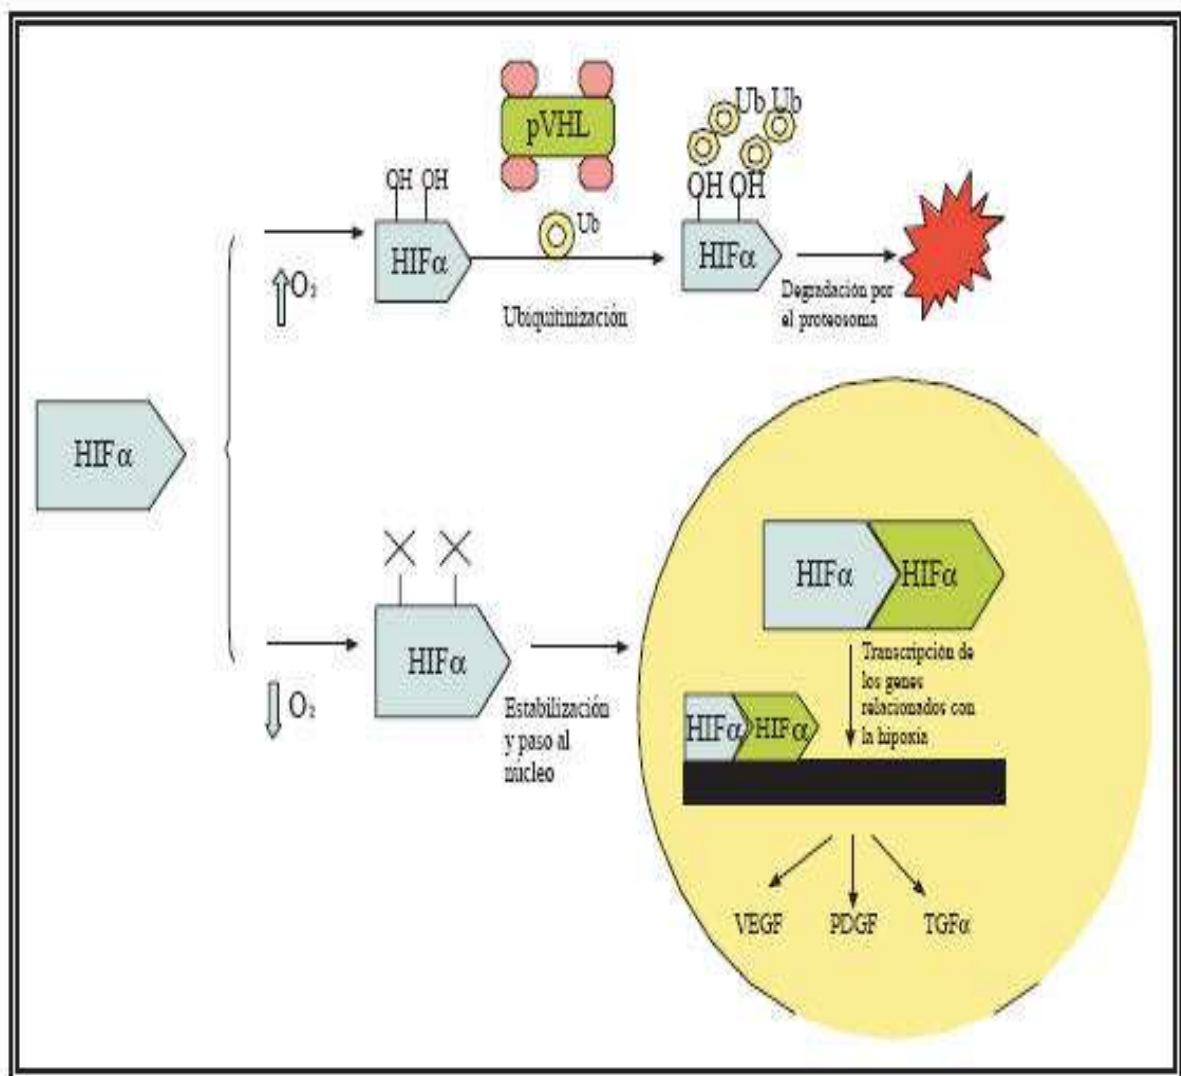 pVHL
Ub Ub
OH OH
OH OH
Ub
HIFα
HIFα
↑O₂
Ubiquitinización
Degradación por
el proteosoma
HIFα
HIFα
HIFα
HIFα
Transcripción de
los genes
relacionados con
la hipoxia
↓O₂
Estabilización
y paso al
núcleo
HIFα
HIFα
VEGF
PDGF
TGFα